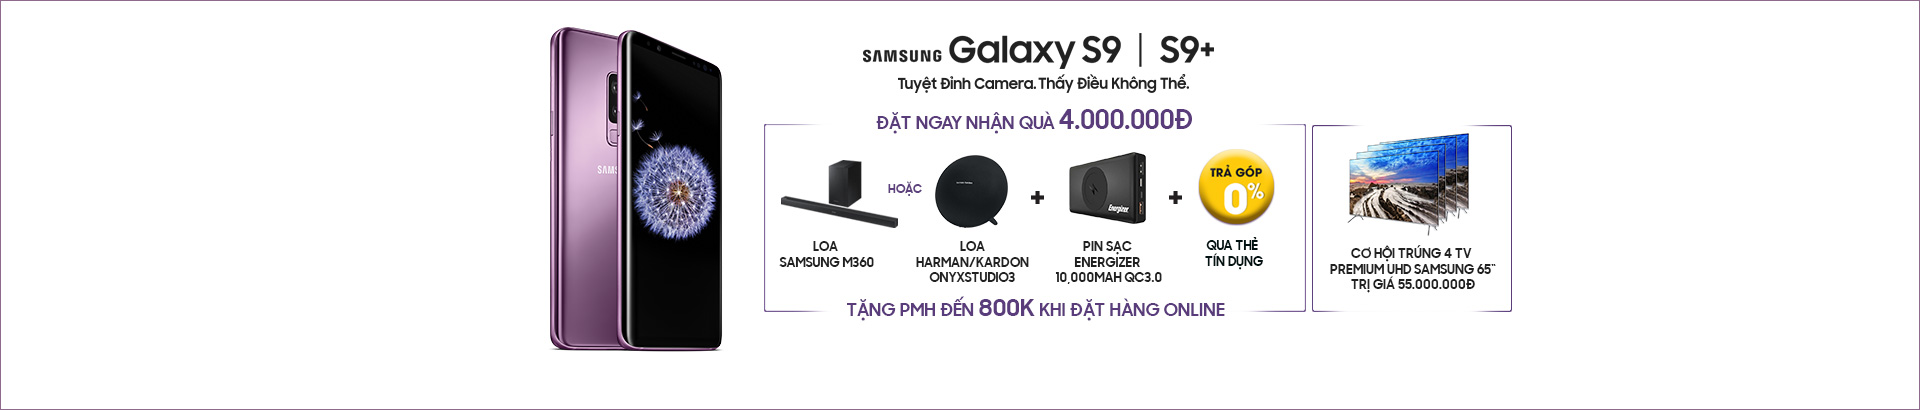 SAMSUNG Galaxy S9 | S9+
Tuyệt Đỉnh Camera. Thấy Điều Không Thể.
ĐẶT NGAY NHẬN QUÀ 4.000.000Đ
SAMS
HOẶC
+
+
TRẢ GÓP
0%
Energizer
LOA
SAMSUNG M360
LOA
HARMAN/KARDON
ONYXSTUDIO3
PIN SẠC
ENERGIZER
10,000MAH QC3.0
QUA THẺ
TÍN DỤNG
CƠ HỘI TRÚNG 4 TV
PREMIUM UHD SAMSUNG 65"
TRỊ GIÁ 55.000.000Đ
TẶNG PMH ĐẾN 800K KHI ĐẶT HÀNG ONLINE